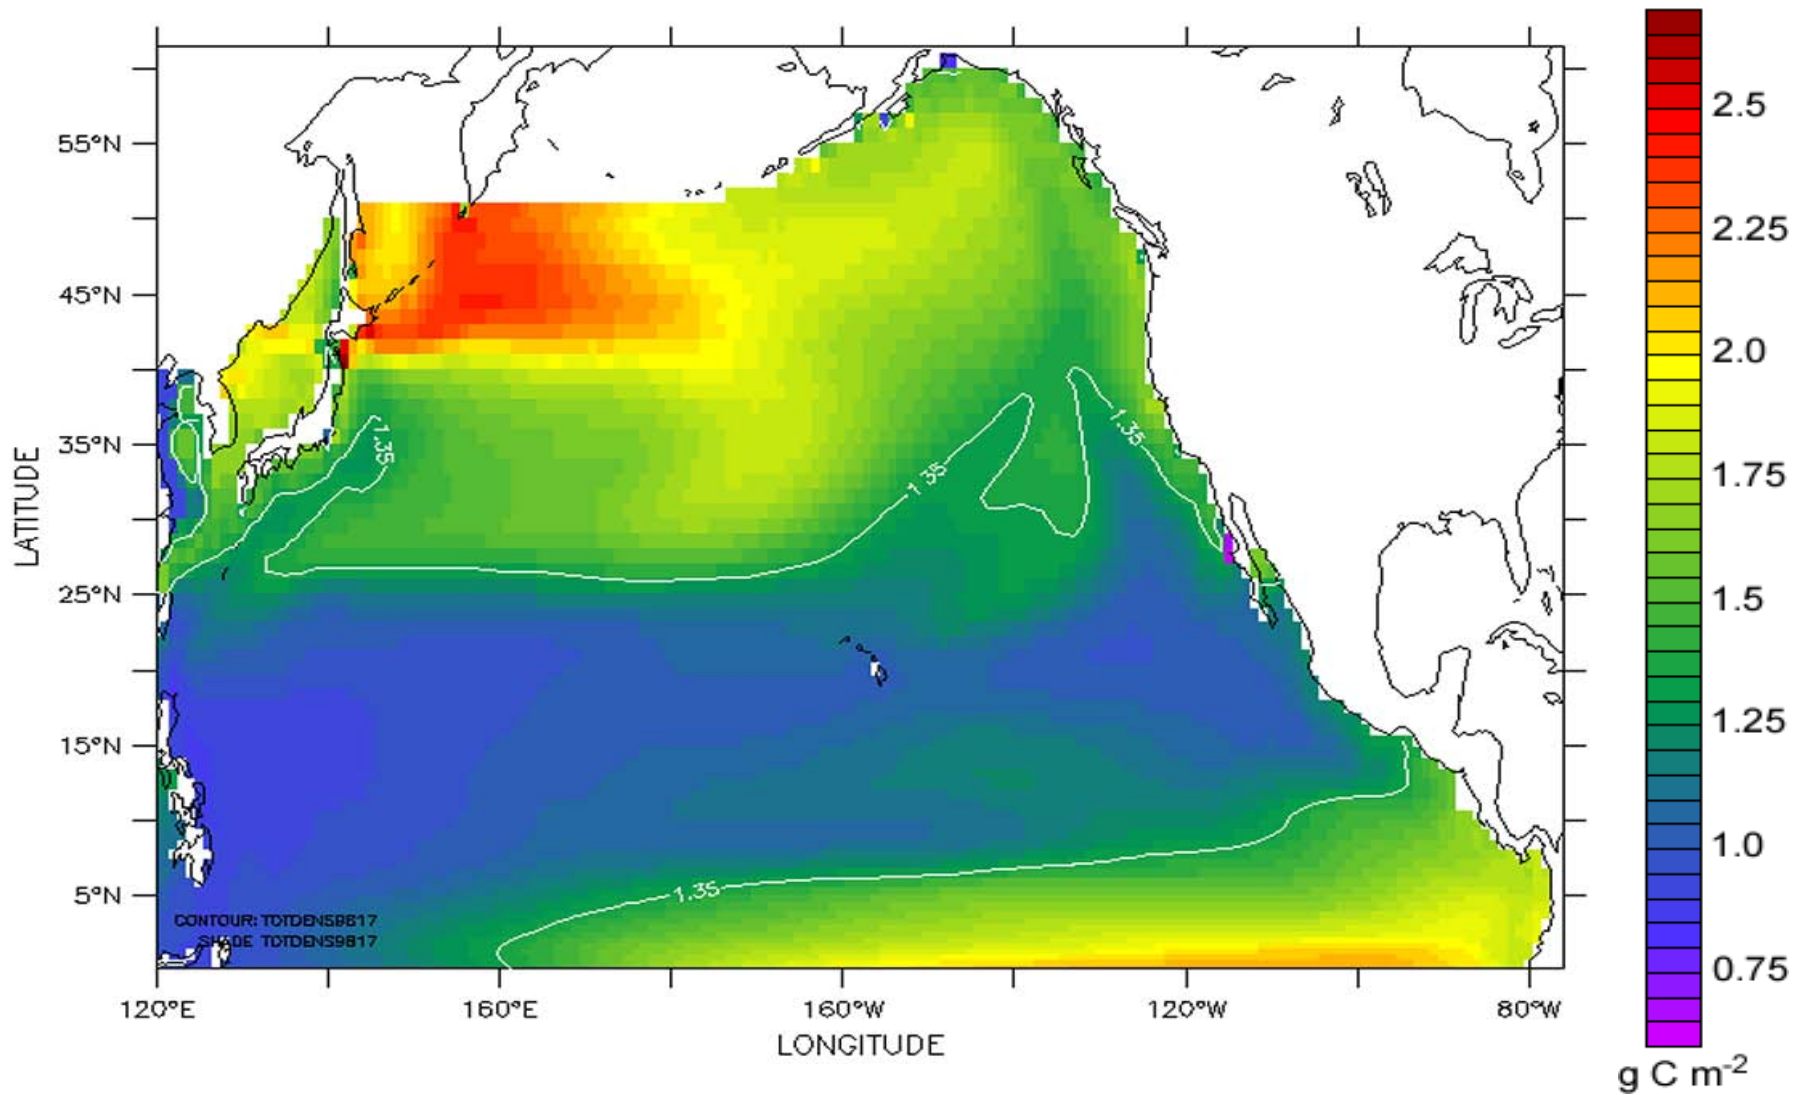 2.5
55°N
2.25
45°N
2.0
1.35
1.35
35°N
1.35
1.75
LATITUDE
25°N
1.5
1.25
15°N
1.0
5°N
1.35
CONTOUR: TOTDENS9817
SHADE TOTDENS9817
0.75
120°E 160°E 160°W 120°W 80°W
LONGITUDE
g C m-2